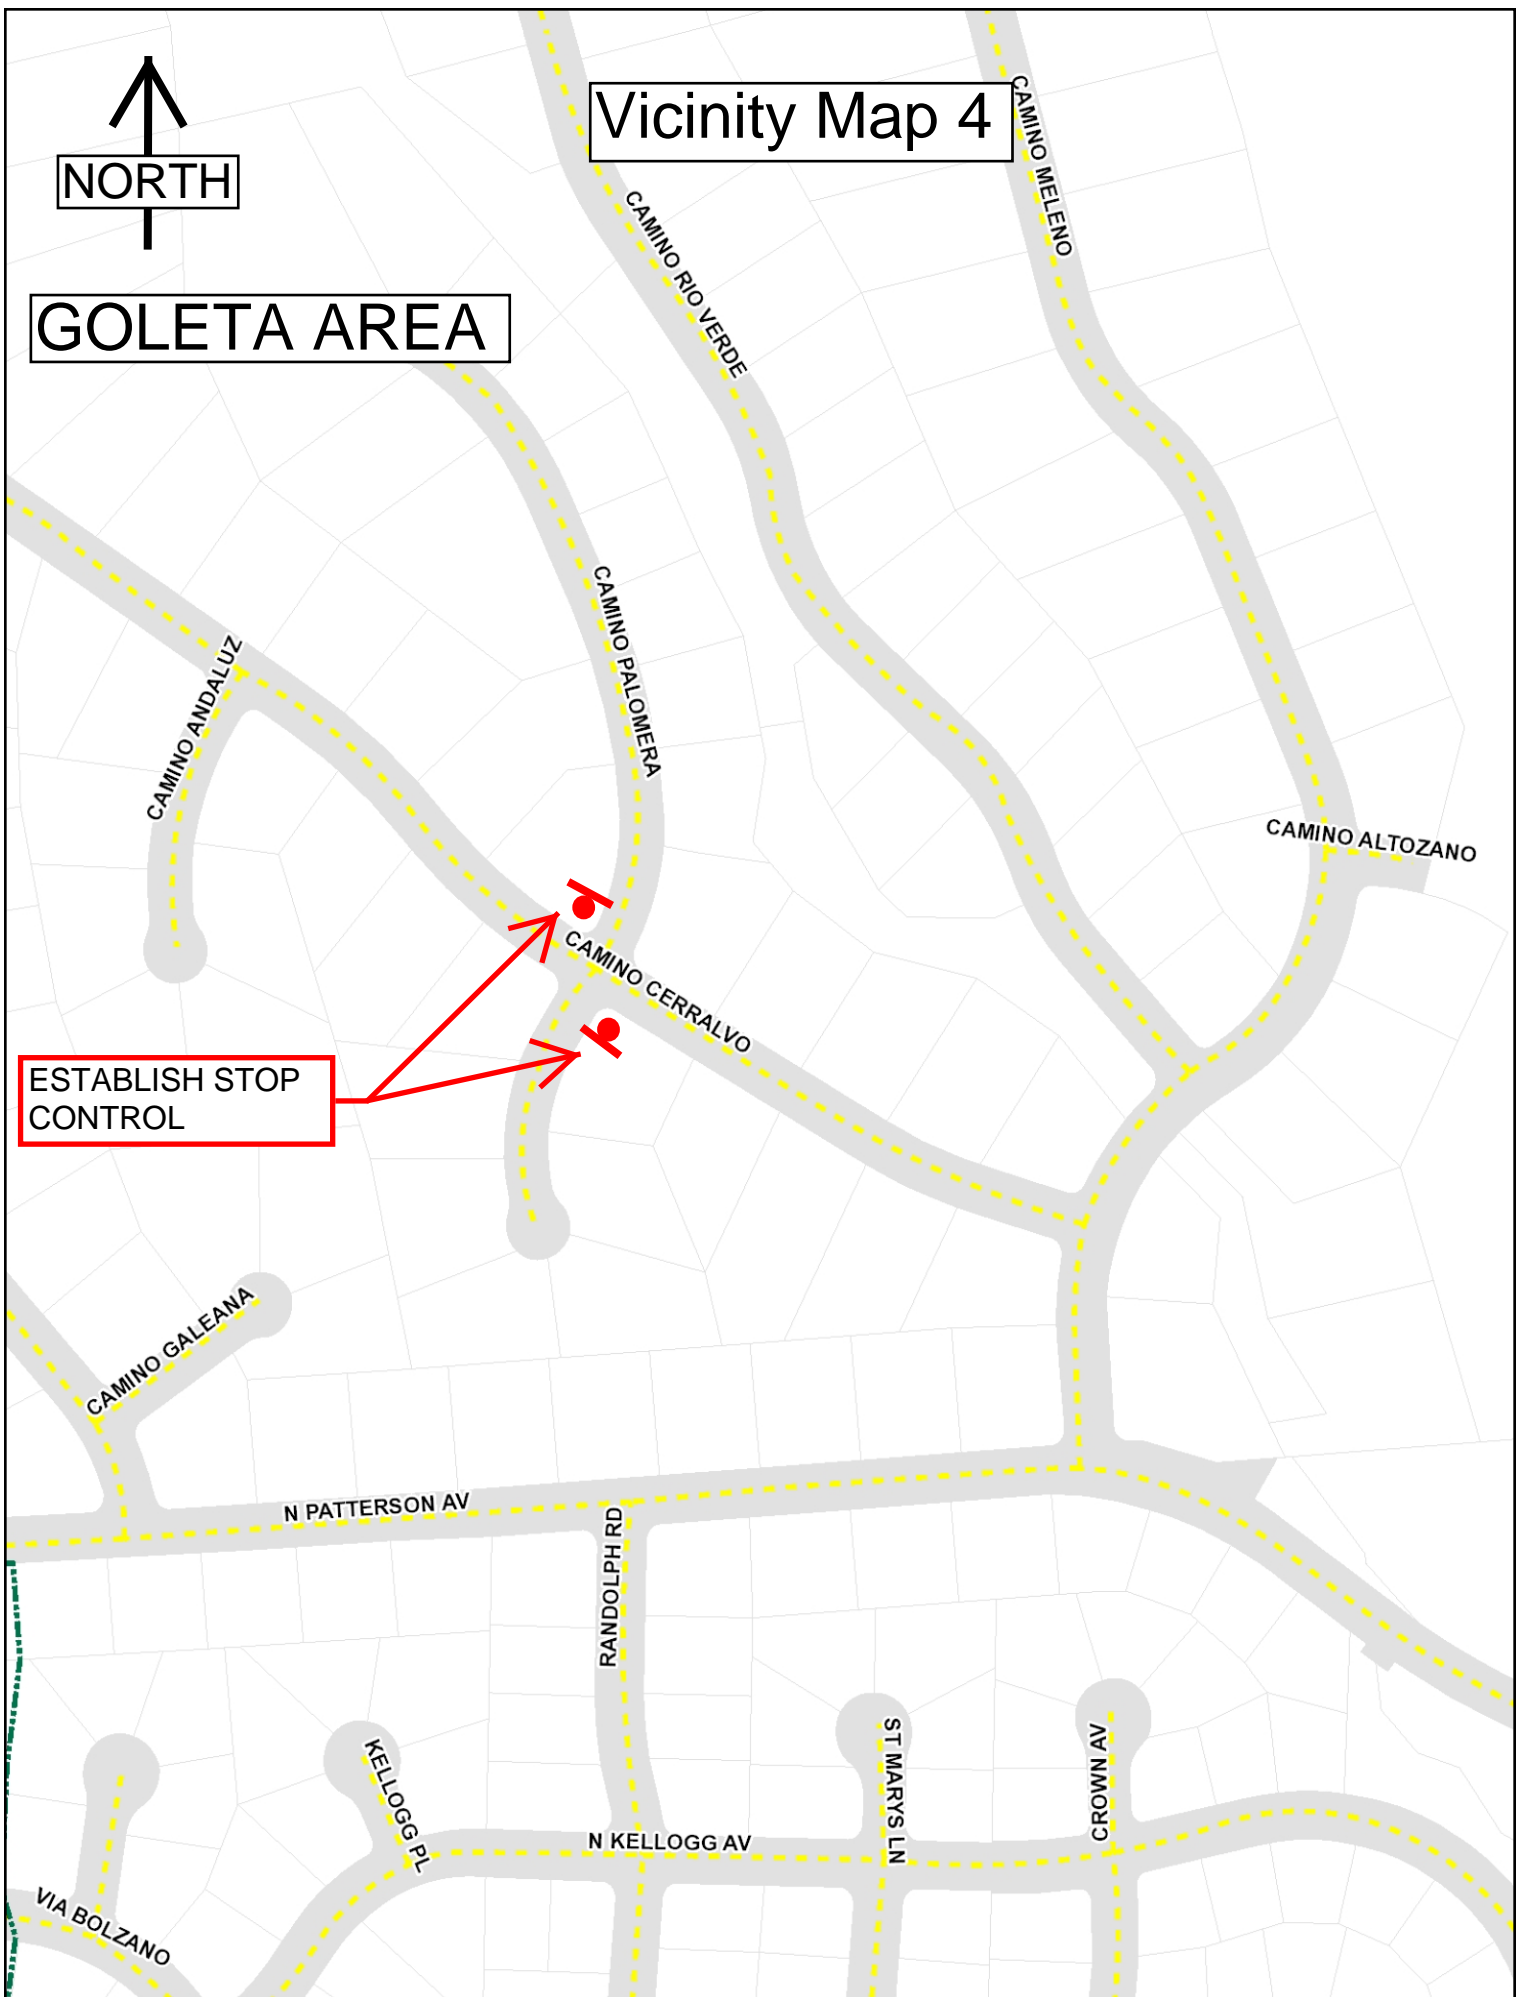 Vicinity Map 4
NORTH
GOLETA AREA
CAMINO MELENO
CAMINO RIO VERDE
CAMINO PALOMERA
CAMINO ANDALUZ
CAMINO ALTOZANO
CAMINO CERRALVO
ESTABLISH STOP
CONTROL
CAMINO GALEANA
N PATTERSON AV
RANDOLPH RD
KELLOGG PL
ST MARYS LN
CROWN AV
N KELLOGG AV
VIA BOLZANO